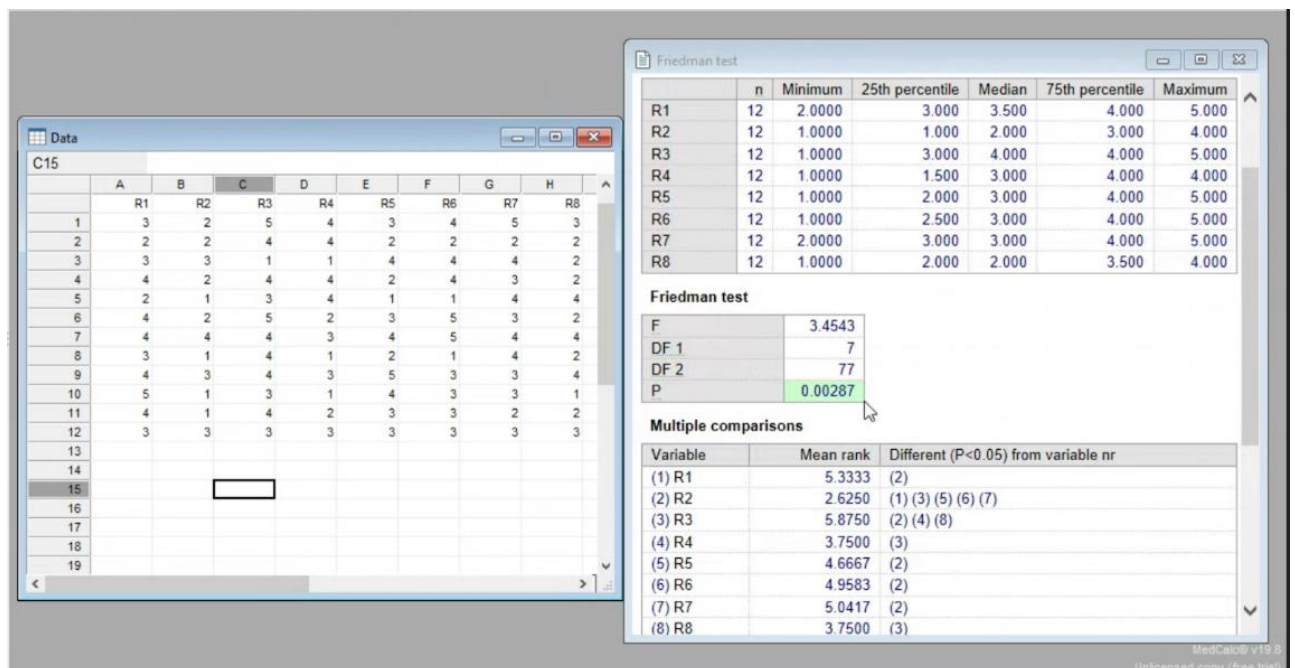 Data
C15
A B C D E F G H
R1 R2 R3 R4 R5 R6 R7 R8
1 3 2 5 4 3 4 5 3
2 2 2 4 4 2 2 2 2
3 3 3 1 1 4 4 4 2
4 4 2 4 4 2 4 3 2
5 2 1 3 4 1 1 4 4
6 4 2 5 2 3 5 3 2
7 4 4 4 3 4 5 4 4
8 3 1 4 1 2 1 4 2
9 4 3 4 3 5 3 3 4
10 5 1 3 1 4 3 3 1
11 4 1 4 2 3 3 2 2
12 3 3 3 3 3 3 3 3
13
14
15
16
17
18
19
Friedman test
n Minimum 25th percentile Median 75th percentile Maximum
R1 12 2.0000 3.000 3.500 4.000 5.000
R2 12 1.0000 1.000 2.000 3.000 4.000
R3 12 1.0000 3.000 4.000 4.000 5.000
R4 12 1.0000 1.500 3.000 4.000 4.000
R5 12 1.0000 2.000 3.000 4.000 5.000
R6 12 1.0000 2.500 3.000 4.000 5.000
R7 12 2.0000 3.000 3.000 4.000 5.000
R8 12 1.0000 2.000 2.000 3.500 4.000
Friedman test
F 3.4543
DF 1 7
DF 2 77
P 0.00287
Multiple comparisons
Variable Mean rank Different (P<0.05) from variable nr
(1) R1 5.3333 (2)
(2) R2 2.6250 (1) (3) (5) (6) (7)
(3) R3 5.8750 (2) (4) (8)
(4) R4 3.7500 (3)
(5) R5 4.6667 (2)
(6) R6 4.9583 (2)
(7) R7 5.0417 (2)
(8) R8 3.7500 (3)
MedCalc® v19.8
Unlicensed copy (free trial)